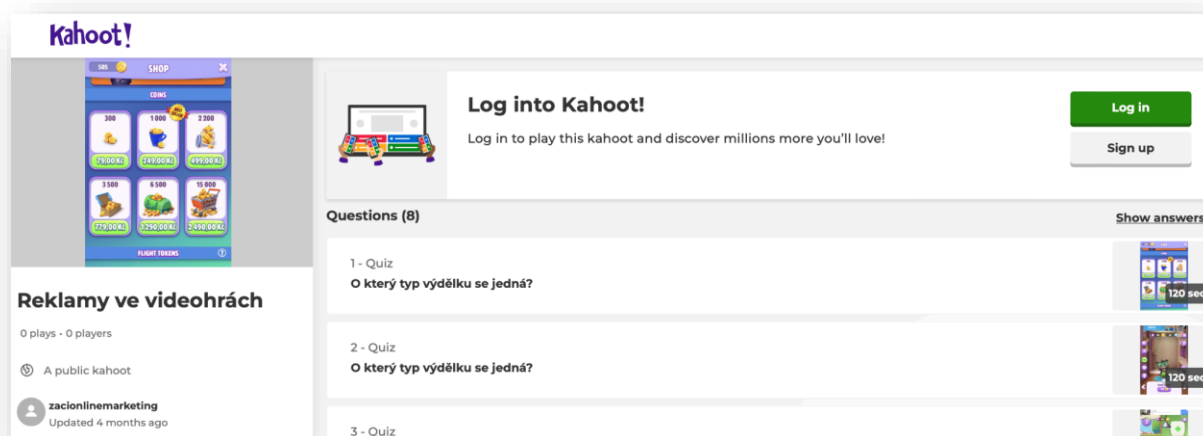 Kahoot!
505
SHOP
COINS
300
1 000
2 200
79,00 Kč
249,00 Kč
499,00 Kč
3 500
6 500
15 000
779,00 Kč
1 290,00 Kč
2 490,00 Kč
FLIGHT TOKENS
Reklamy ve videohrách
0 plays · 0 players
A public kahoot
zacionlinemarketing
Updated 4 months ago
Log into Kahoot!
Log in to play this kahoot and discover millions more you'll love!
Log in
Sign up
Questions (8)
Show answers
1 - Quiz
O který typ výdělku se jedná?
120 sec
2 - Quiz
O který typ výdělku se jedná?
120 sec
3 - Quiz